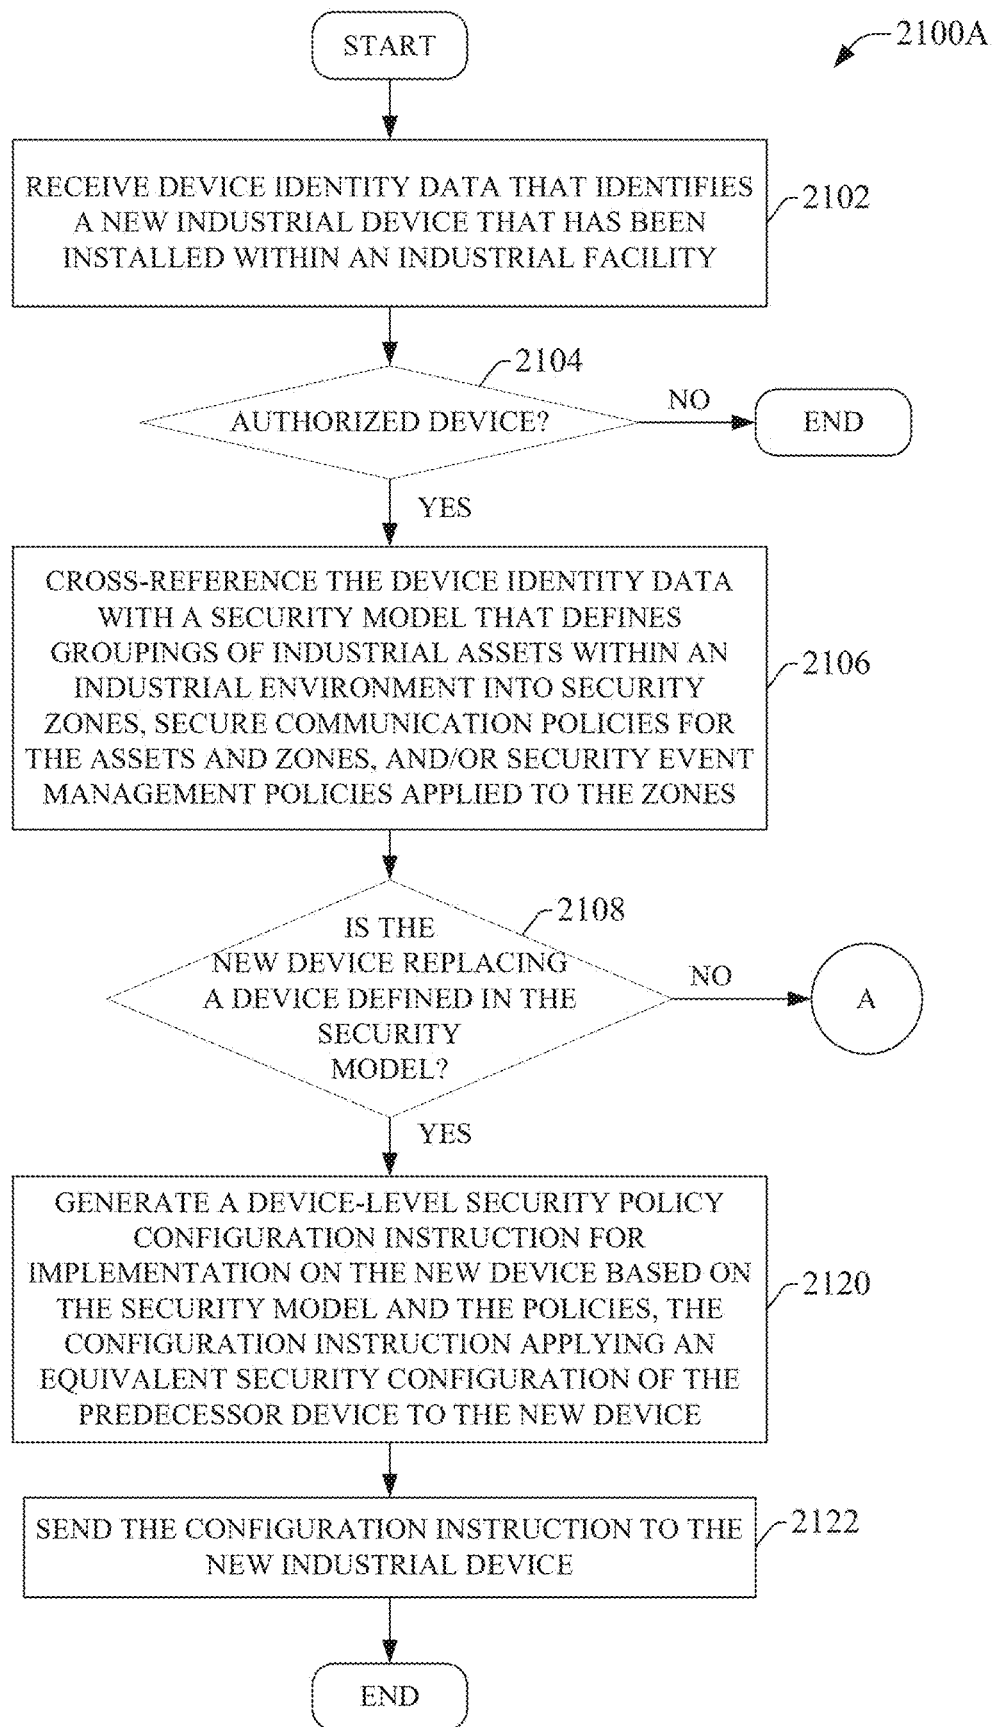 START
2100A
RECEIVE DEVICE IDENTITY DATA THAT IDENTIFIES
A NEW INDUSTRIAL DEVICE THAT HAS BEEN
INSTALLED WITHIN AN INDUSTRIAL FACILITY
2102
2104
AUTHORIZED DEVICE?
NO
END
YES
CROSS-REFERENCE THE DEVICE IDENTITY DATA
WITH A SECURITY MODEL THAT DEFINES
GROUPINGS OF INDUSTRIAL ASSETS WITHIN AN
INDUSTRIAL ENVIRONMENT INTO SECURITY
ZONES, SECURE COMMUNICATION POLICIES FOR
THE ASSETS AND ZONES, AND/OR SECURITY EVENT
MANAGEMENT POLICIES APPLIED TO THE ZONES
2106
2108
IS THE
NEW DEVICE REPLACING
A DEVICE DEFINED IN THE
SECURITY
MODEL?
NO
A
YES
GENERATE A DEVICE-LEVEL SECURITY POLICY
CONFIGURATION INSTRUCTION FOR
IMPLEMENTATION ON THE NEW DEVICE BASED ON
THE SECURITY MODEL AND THE POLICIES, THE
CONFIGURATION INSTRUCTION APPLYING AN
EQUIVALENT SECURITY CONFIGURATION OF THE
PREDECESSOR DEVICE TO THE NEW DEVICE
2120
SEND THE CONFIGURATION INSTRUCTION TO THE
NEW INDUSTRIAL DEVICE
2122
END